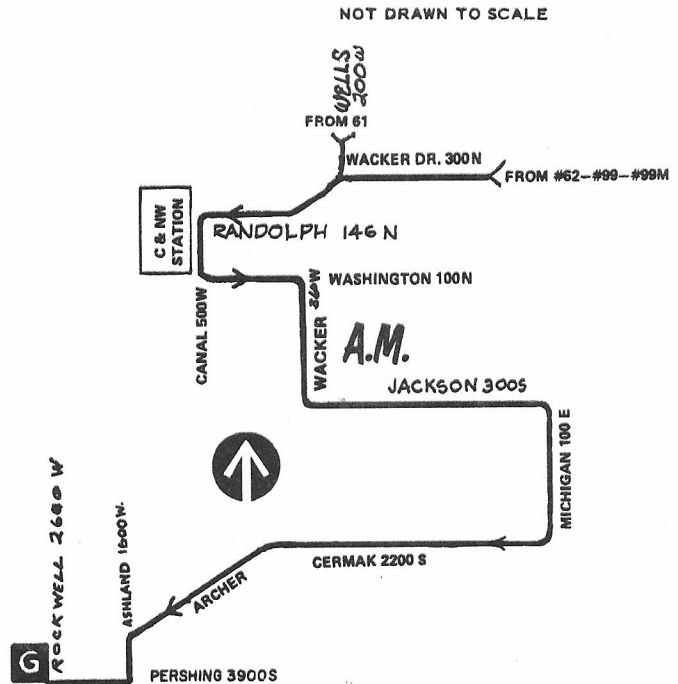 NOT DRAWN TO SCALE
WELLS
200W
FROM 61
WACKER DR. 300N
FROM #62-#99-#99M
C & NW
STATION
RANDOLPH 146 N
WASHINGTON 100N
CANAL 500W
WACKER 360W
A.M.
JACKSON 300S
MICHIGAN 100 E
CERMAK 2200 S
ARCHER
ROCKWELL 2600 W
ASHLAND 1600W.
G
PERSHING 3900S